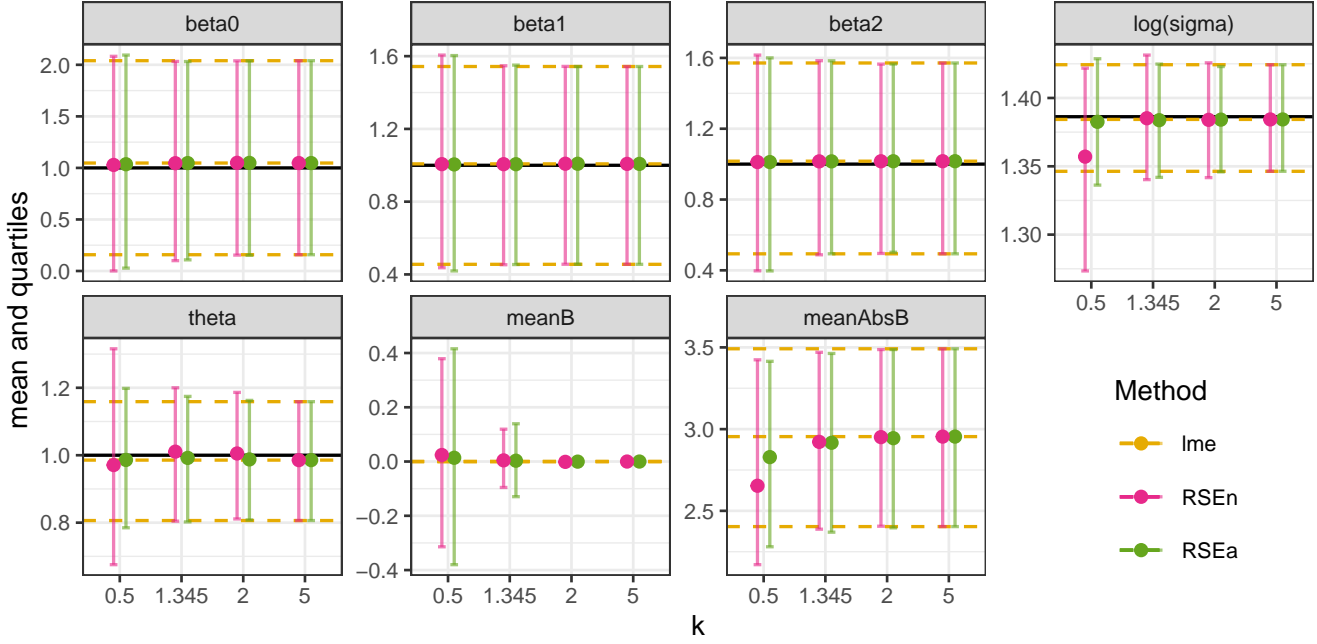 beta0
beta1
beta2
log(sigma)
2.0
1.5
1.0
0.5
0.0
1.6
1.2
0.8
0.4
1.6
1.2
0.8
0.4
1.40
1.35
1.30
0.5 1.345 2 5
theta
meanB
meanAbsB
1.2
1.0
0.8
0.4
0.2
0.0
−0.2
−0.4
3.5
3.0
2.5
0.5 1.345 2 5
0.5 1.345 2 5
0.5 1.345 2 5
mean and quartiles
k
Method
lme
RSEn
RSEa